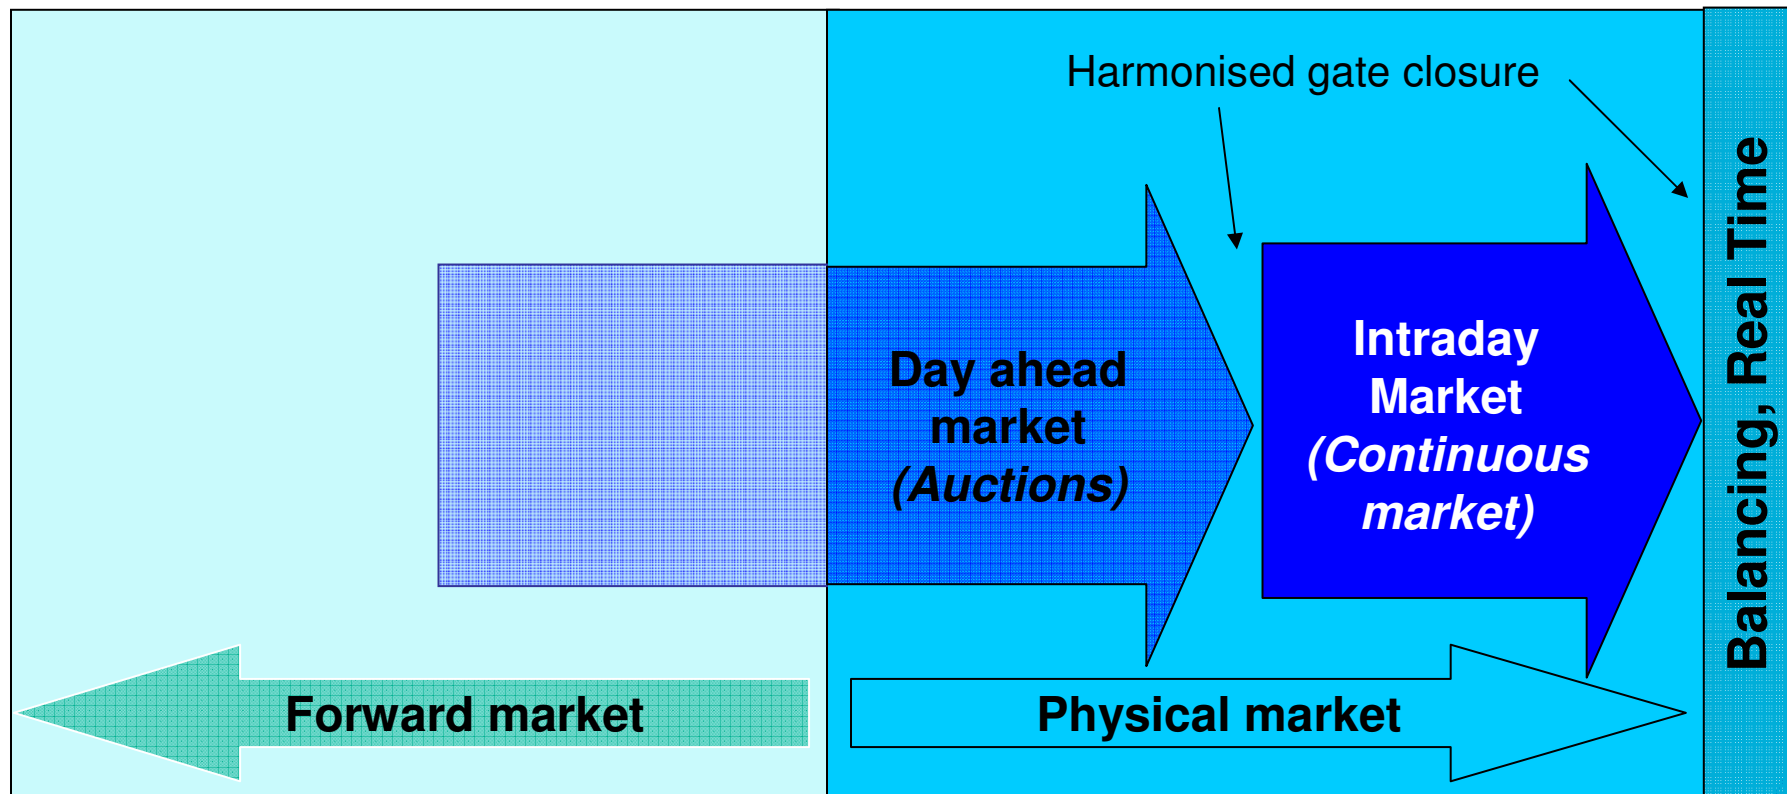 Harmonised gate closure
Day ahead
market
(Auctions)
Intraday
Market
(Continuous
market)
Balancing, Real Time
Forward market
Physical market